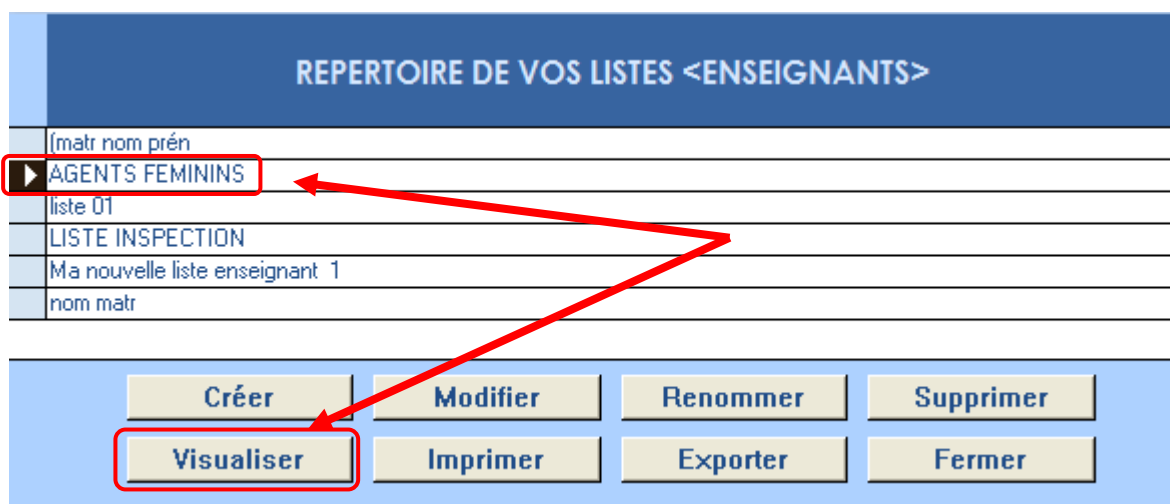 REPERTOIRE DE VOS LISTES <ENSEIGNANTS>
(matr nom prén
AGENTS FEMININS
liste 01
LISTE INSPECTION
Ma nouvelle liste enseignant 1
nom matr
Créer Modifier Renommer Supprimer
Visualiser Imprimer Exporter Fermer